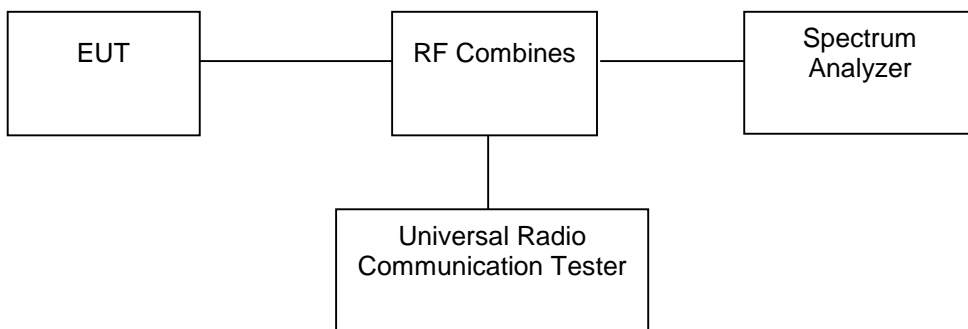 EUT
RF Combines
Spectrum
Analyzer
Universal Radio
Communication Tester